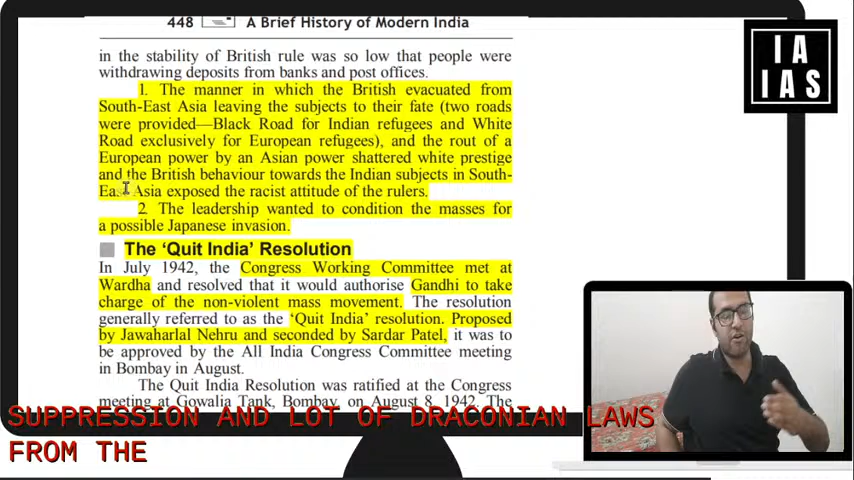 448 A Brief History of Modern India
in the stability of British rule was so low that people were
withdrawing deposits from banks and post offices.
1. The manner in which the British evacuated from
South-East Asia leaving the subjects to their fate (two roads
were provided—Black Road for Indian refugees and White
Road exclusively for European refugees), and the rout of a
European power by an Asian power shattered white prestige
and the British behaviour towards the Indian subjects in South-
East Asia exposed the racist attitude of the rulers.
2. The leadership wanted to condition the masses for
a possible Japanese invasion.
The ‘Quit India’ Resolution
In July 1942, the Congress Working Committee met at
Wardha and resolved that it would authorise Gandhi to take
charge of the non-violent mass movement. The resolution
generally referred to as the ‘Quit India’ resolution. Proposed
by Jawaharlal Nehru and seconded by Sardar Patel, it was to
be approved by the All India Congress Committee meeting
in Bombay in August.
The Quit India Resolution was ratified at the Congress
meeting at Gowalia Tank, Bombay, on August 8, 1942. The
IA
IAS
SUPPRESSION AND LOT OF DRACONIAN LAWS
FROM THE